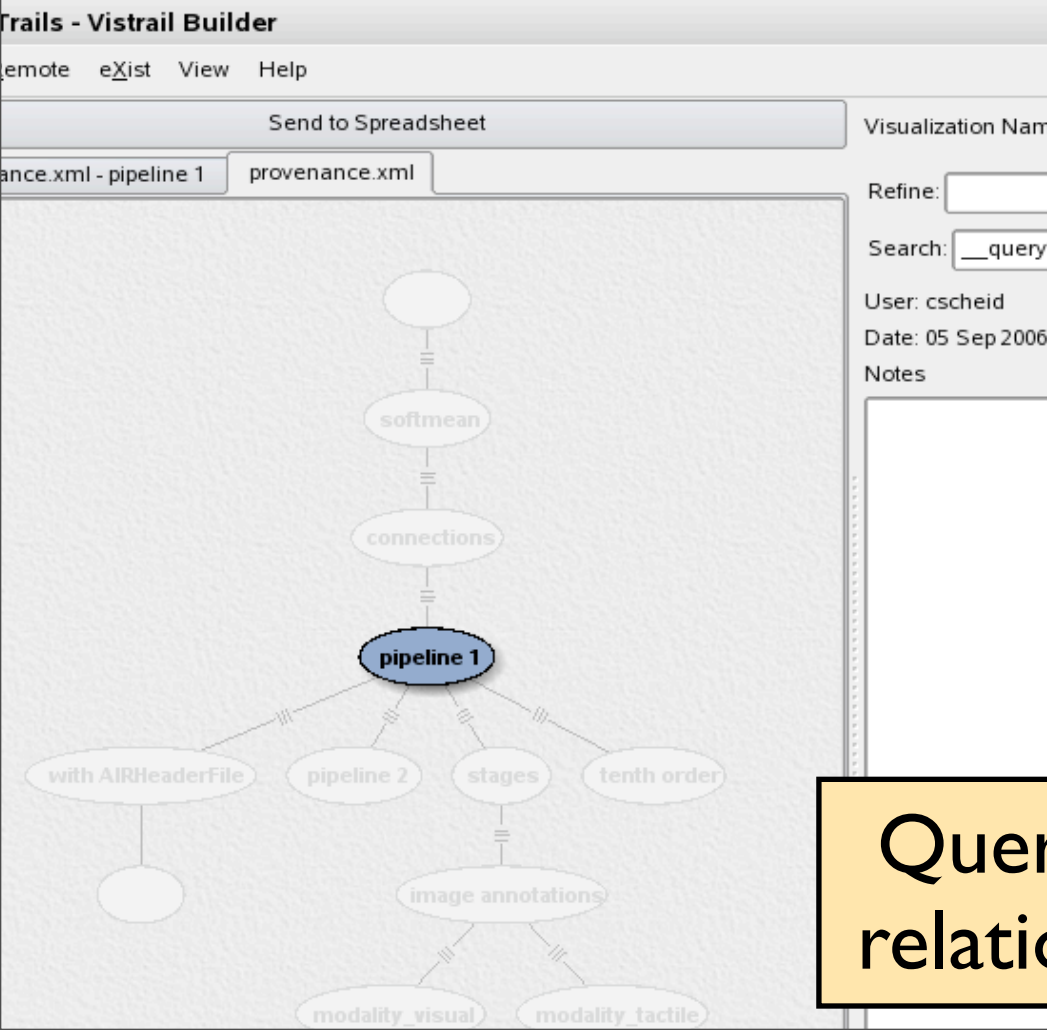 Trails - Vistrail Builder
emote eXist View Help
Send to Spreadsheet
ance.xml - pipeline 1 provenance.xml
Visualization Nam
Refine:
Search: __query
User: cscheid
Date: 05 Sep 2006
Notes
softmean
connections
pipeline 1
with AIRHeaderFile pipeline 2 stages tenth order
image annotations
modality_visual modality_tactile
Quer
relatio